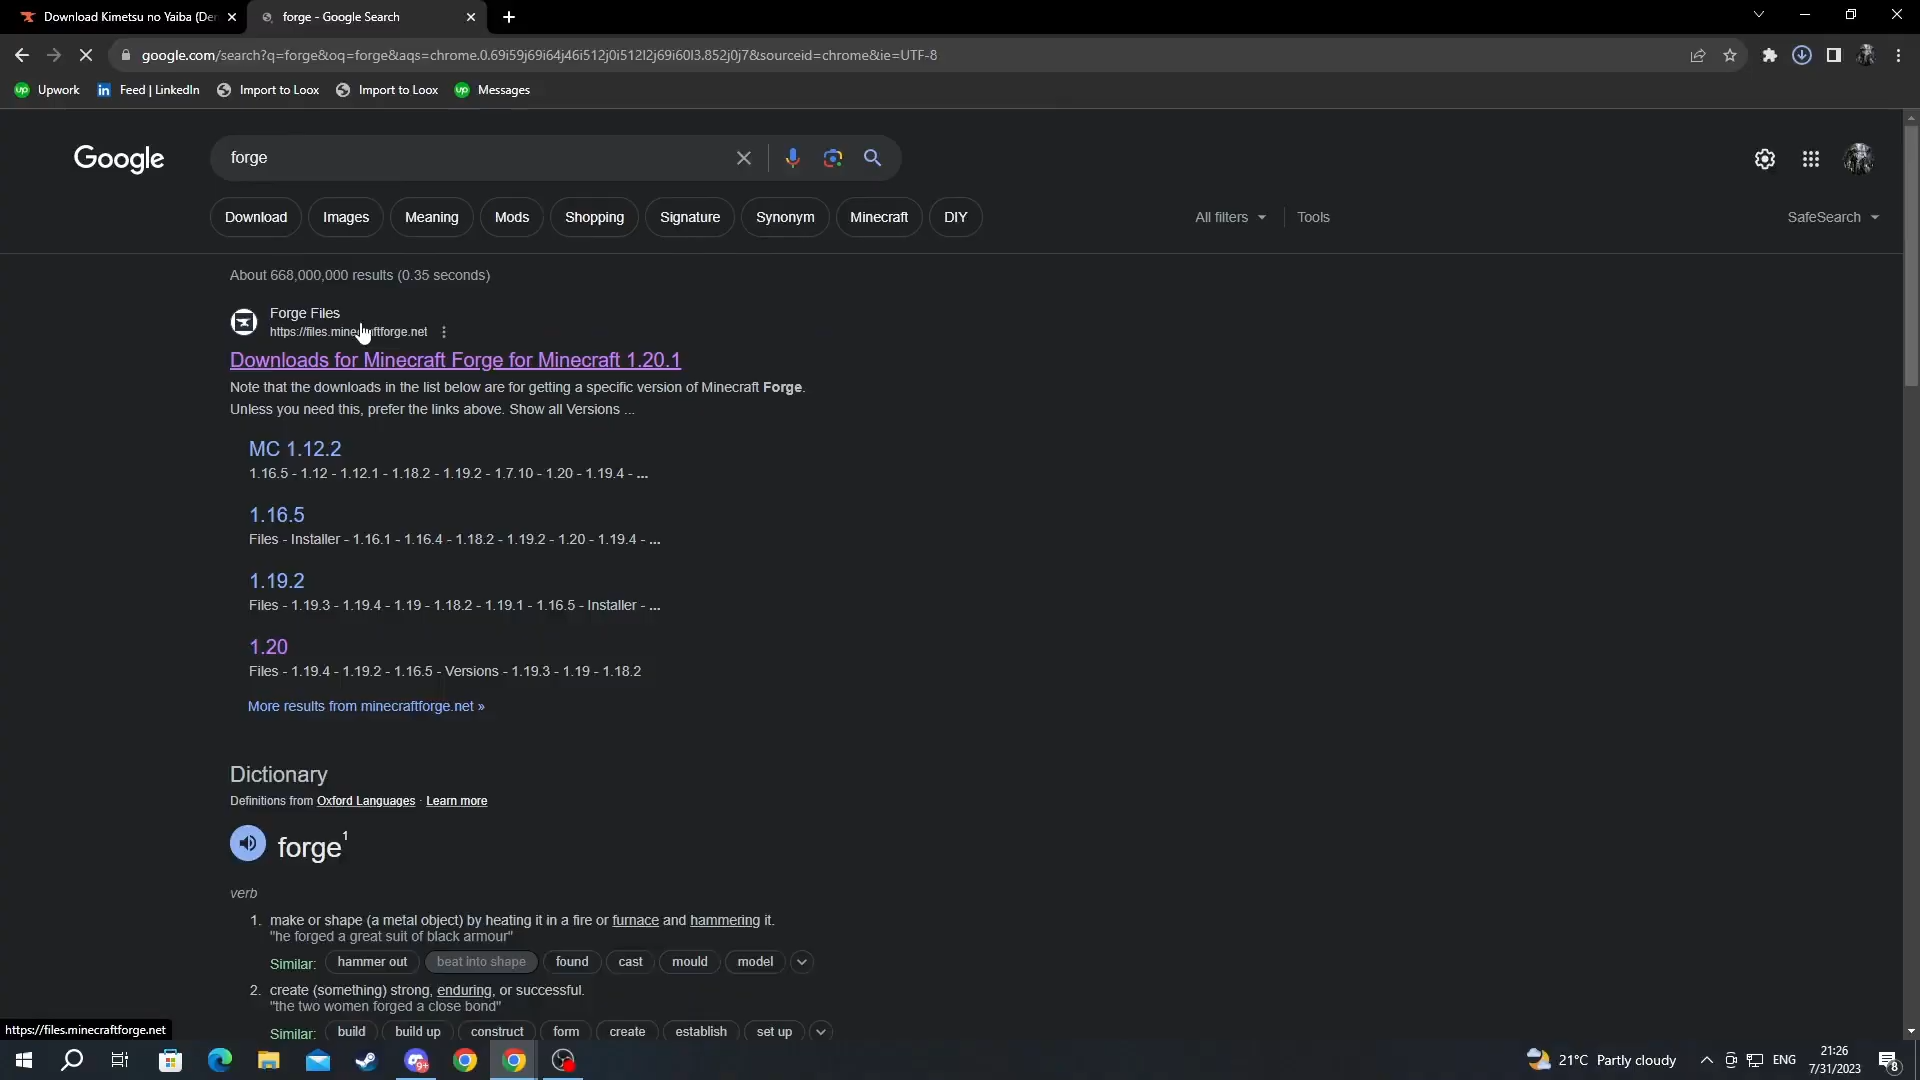 Download Kimetsu no Yaiba (De
forge - Google Search
google.com/search?q=forge&oq=forge&aqs=chrome.0.69i59j69i64j46i512j0i512l2j69i60l3.852j0j7&sourceid=chrome&ie=UTF-8
Upwork
Feed | LinkedIn
Import to Loox
Import to Loox
Messages
Google
forge
Download
Images
Meaning
Mods
Shopping
Signature
Synonym
Minecraft
DIY
All filters
Tools
SafeSearch
About 668,000,000 results (0.35 seconds)
Forge Files
https://files.minecraftforge.net
Downloads for Minecraft Forge for Minecraft 1.20.1
Note that the downloads in the list below are for getting a specific version of Minecraft Forge.
Unless you need this, prefer the links above. Show all Versions ...
MC 1.12.2
1.16.5 - 1.12 - 1.12.1 - 1.18.2 - 1.19.2 - 1.7.10 - 1.20 - 1.19.4 - ...
1.16.5
Files - Installer - 1.16.1 - 1.16.4 - 1.18.2 - 1.19.2 - 1.20 - 1.19.4 - ...
1.19.2
Files - 1.19.3 - 1.19.4 - 1.19 - 1.18.2 - 1.19.1 - 1.16.5 - Installer - ...
1.20
Files - 1.19.4 - 1.19.2 - 1.16.5 - Versions - 1.19.3 - 1.19 - 1.18.2
More results from minecraftforge.net »
Dictionary
Definitions from Oxford Languages · Learn more
forge1
verb
1. make or shape (a metal object) by heating it in a fire or furnace and hammering it.
"he forged a great suit of black armour"
Similar: hammer out beat into shape found cast mould model
2. create (something) strong, enduring, or successful.
"the two women forged a close bond"
Similar: build build up construct form create establish set up
https://files.minecraftforge.net
9+
21°C Partly cloudy
ENG
21:26
7/31/2023
8